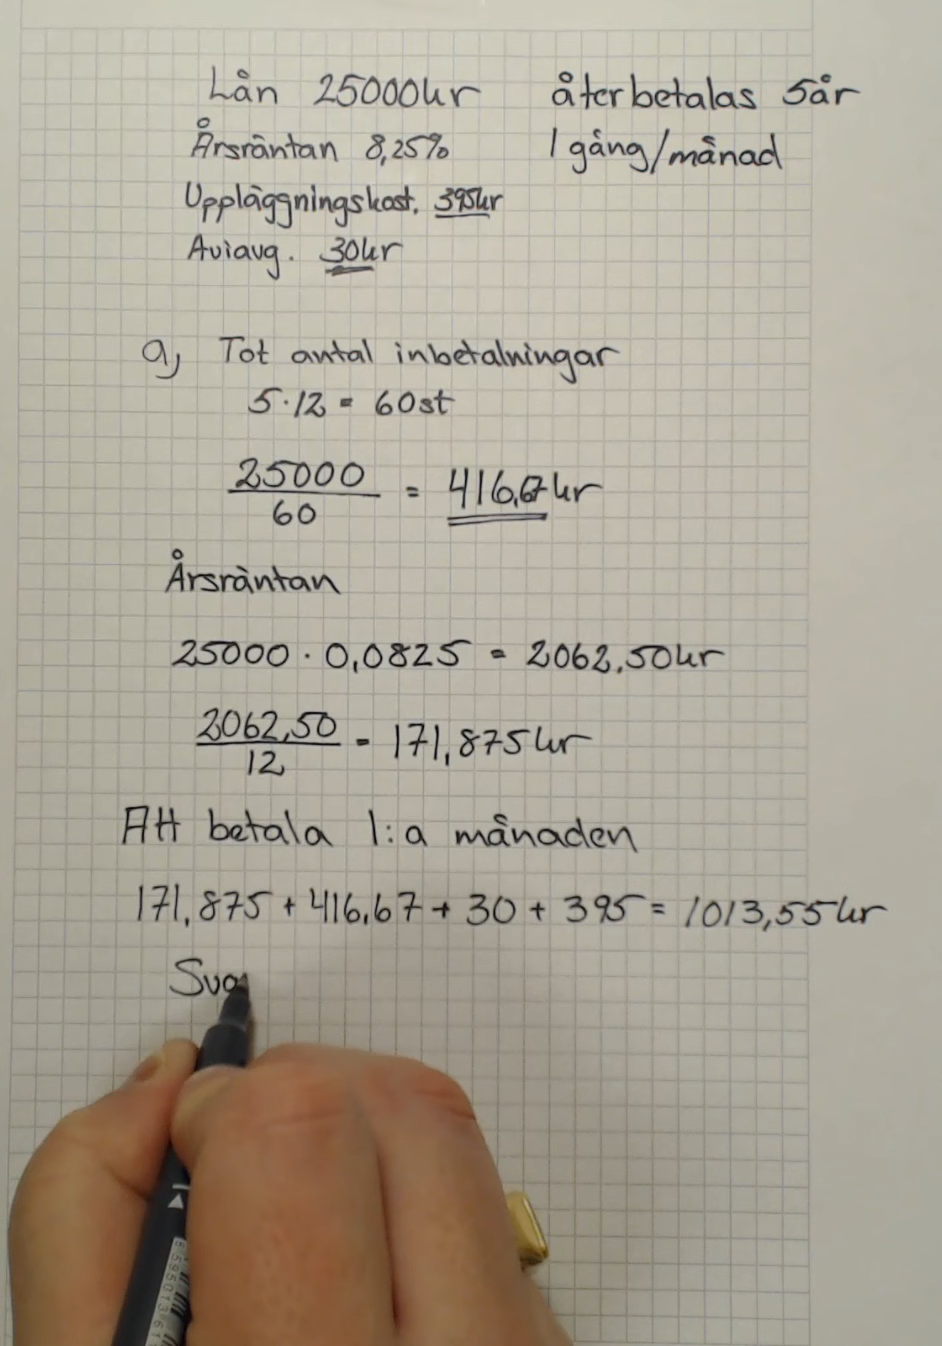 Lån 25000kr återbetalas 5år
Årsräntan 8,25% 1 gång/månad
Uppläggningskost. 395kr
Aviavg. 30kr
a) Tot antal inbetalningar
5·12 = 60st
25000
60
= 416,67kr
Årsräntan
25000 · 0,0825 = 2062,50kr
2062,50
12
= 171,875kr
Att betala 1:a månaden
171,875 + 416,67 + 30 + 395 = 1013,55kr
Sva